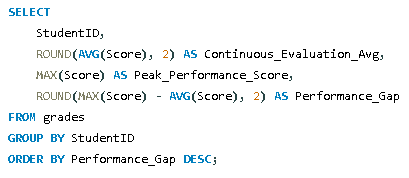 SELECT
StudentID,
ROUND(AVG(Score), 2) AS Continuous_Evaluation_Avg,
MAX(Score) AS Peak_Performance_Score,
ROUND(MAX(Score) - AVG(Score), 2) AS Performance_Gap
FROM grades
GROUP BY StudentID
ORDER BY Performance_Gap DESC;